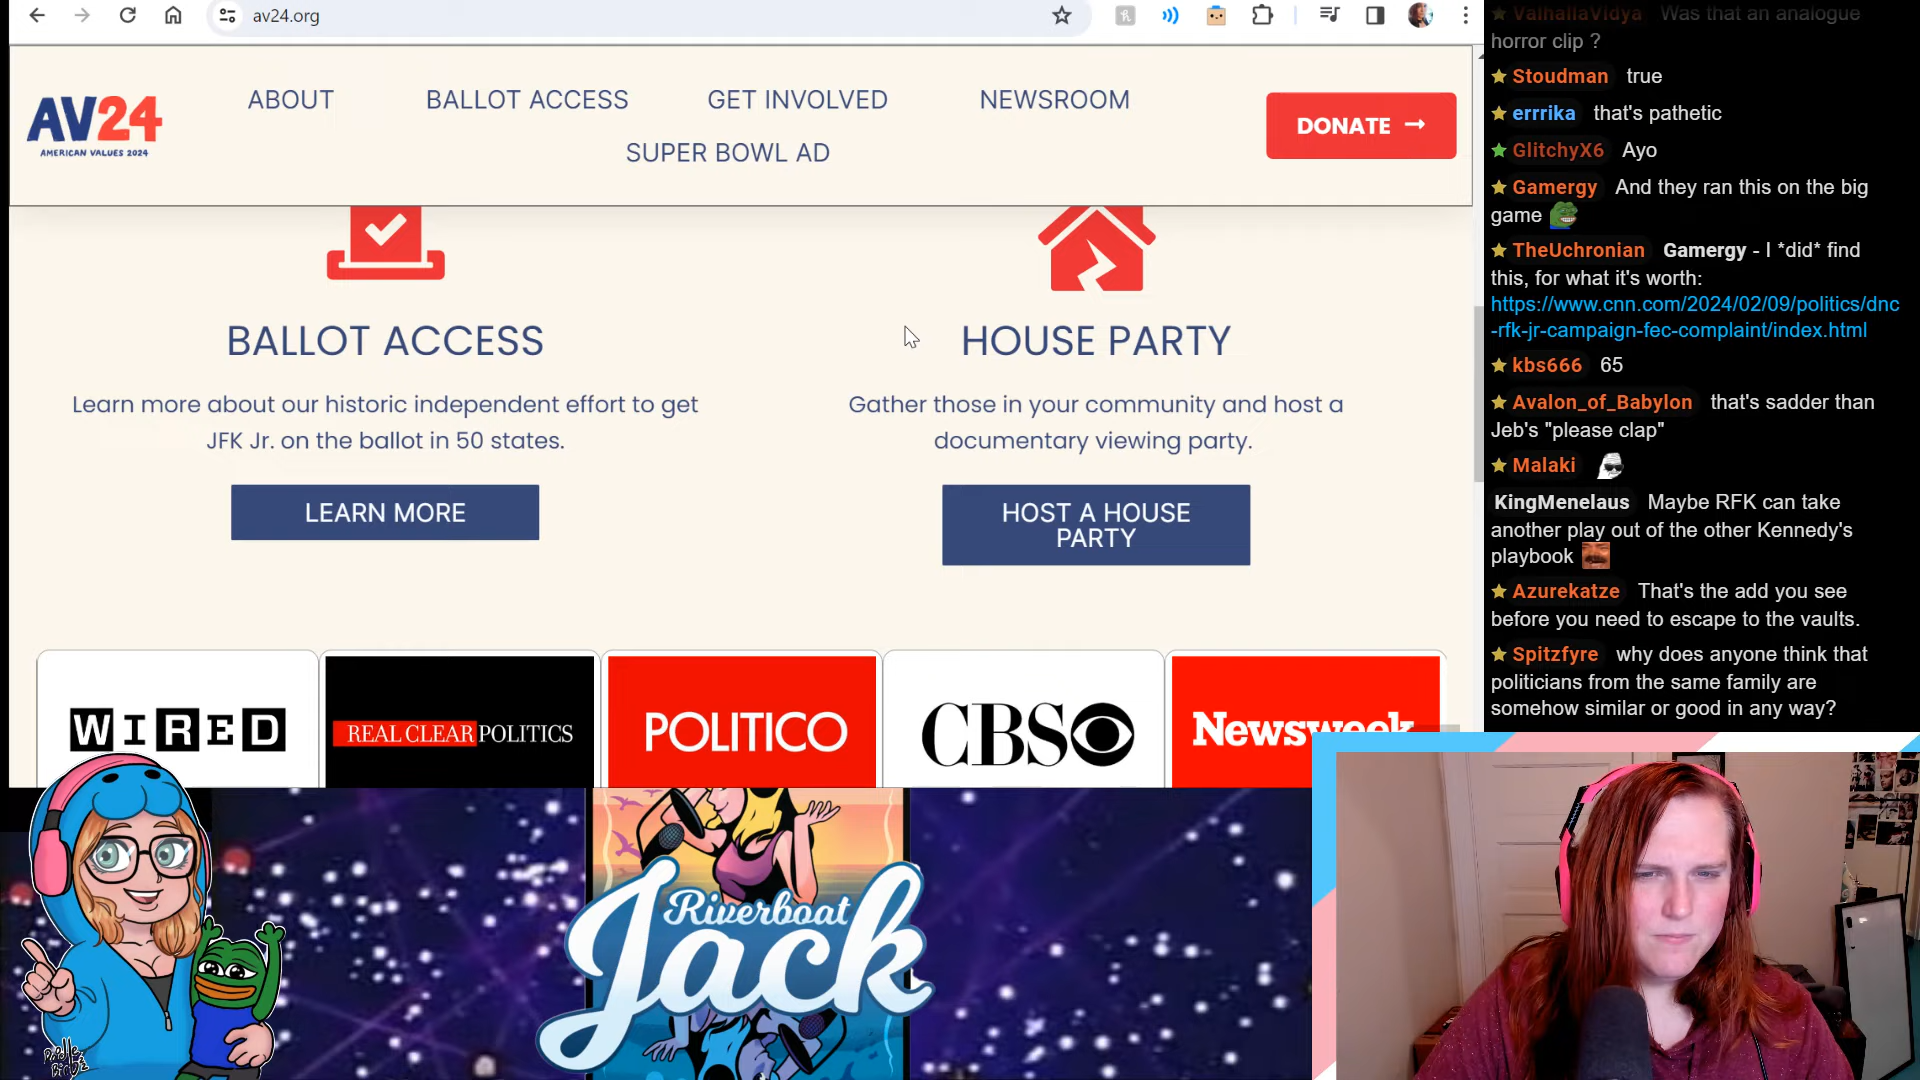 av24.org
AV24
AMERICAN VALUES 2024
ABOUT
BALLOT ACCESS
GET INVOLVED
NEWSROOM
SUPER BOWL AD
DONATE →
BALLOT ACCESS
Learn more about our historic independent effort to get
JFK Jr. on the ballot in 50 states.
LEARN MORE
HOUSE PARTY
Gather those in your community and host a
documentary viewing party.
HOST A HOUSE
PARTY
WIRED
REAL CLEAR POLITICS
POLITICO
CBS
Newsweek
Riverboat
Jack
ValhallaVidya Was that an analogue
horror clip ?
Stoudman true
errrika that's pathetic
GlitchyX6 Ayo
Gamergy And they ran this on the big
game
TheUchronian Gamergy - I *did* find
this, for what it's worth:
https://www.cnn.com/2024/02/09/politics/dnc
-rfk-jr-campaign-fec-complaint/index.html
kbs666 65
Avalon_of_Babylon that's sadder than
Jeb's "please clap"
Malaki
KingMenelaus Maybe RFK can take
another play out of the other Kennedy's
playbook
Azurekatze That's the add you see
before you need to escape to the vaults.
Spitzfyre why does anyone think that
politicians from the same family are
somehow similar or good in any way?